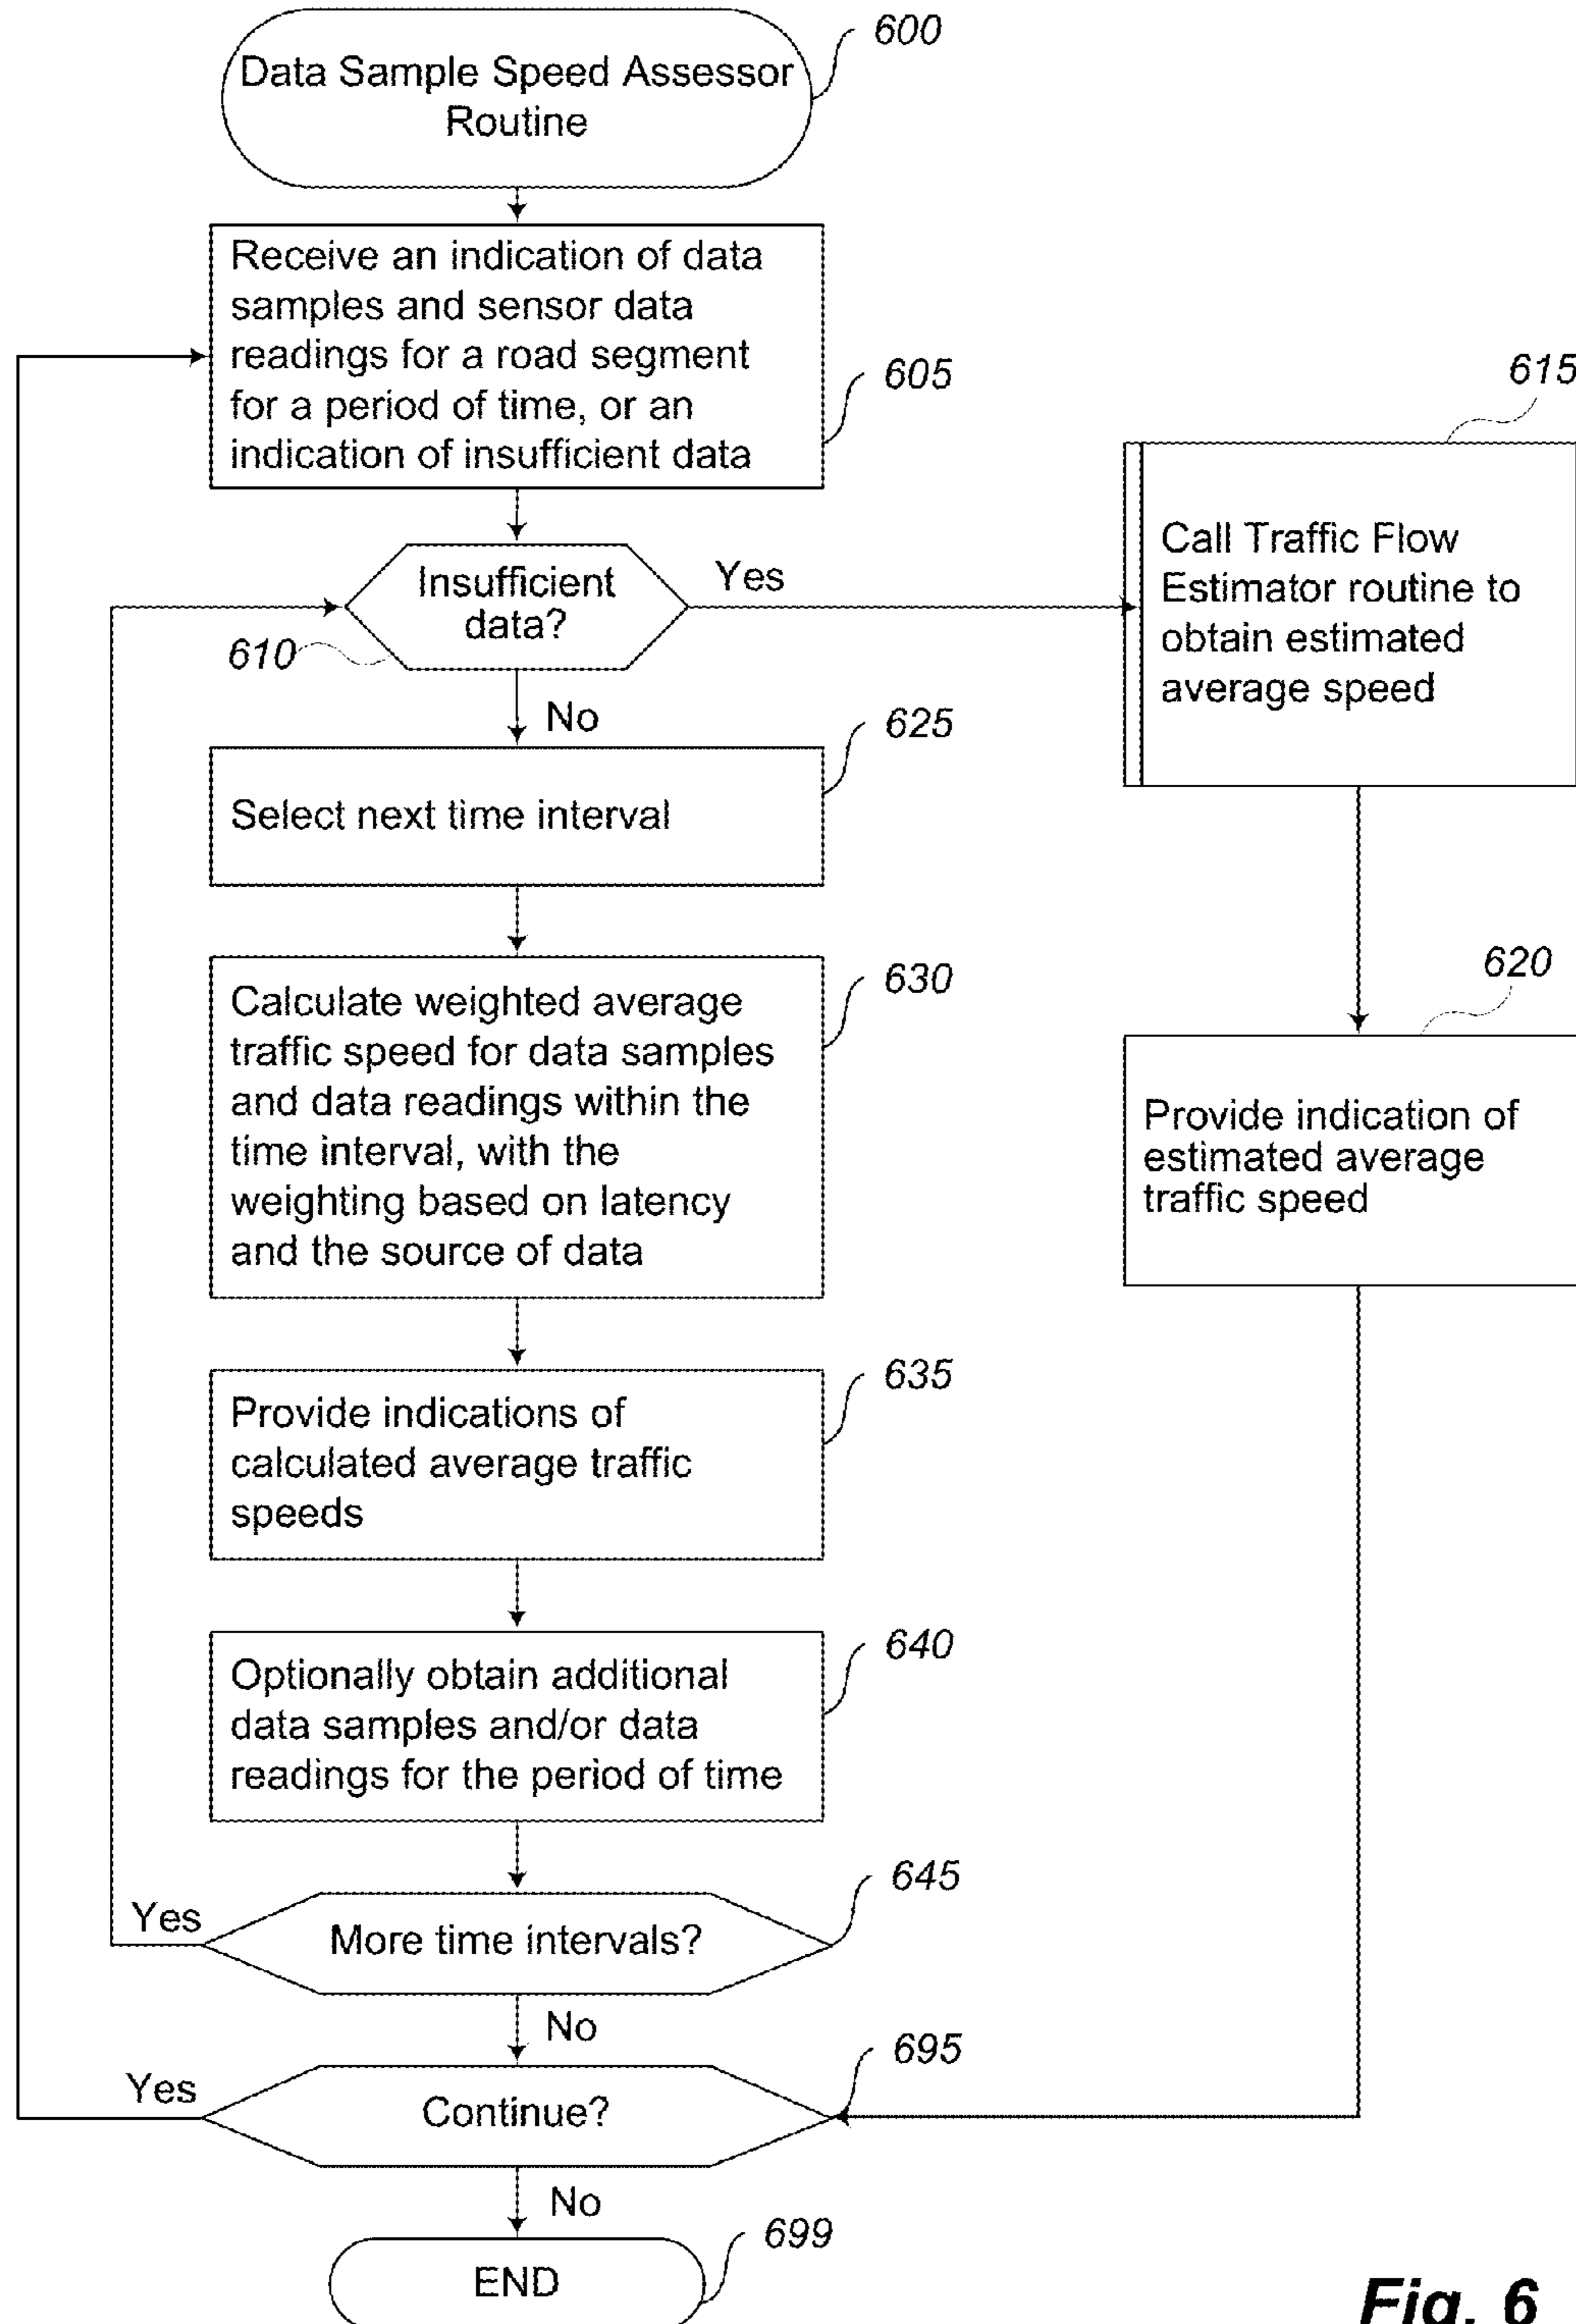 600
Data Sample Speed Assessor
Routine
Receive an indication of data
samples and sensor data
readings for a road segment
for a period of time, or an
indication of insufficient data
605
Insufficient
data?
610
Yes
No
615
Call Traffic Flow
Estimator routine to
obtain estimated
average speed
620
Provide indication of
estimated average
traffic speed
625
Select next time interval
630
Calculate weighted average
traffic speed for data samples
and data readings within the
time interval, with the
weighting based on latency
and the source of data
635
Provide indications of
calculated average traffic
speeds
640
Optionally obtain additional
data samples and/or data
readings for the period of time
645
More time intervals?
Yes
No
695
Continue?
Yes
No
699
END
Fig. 6